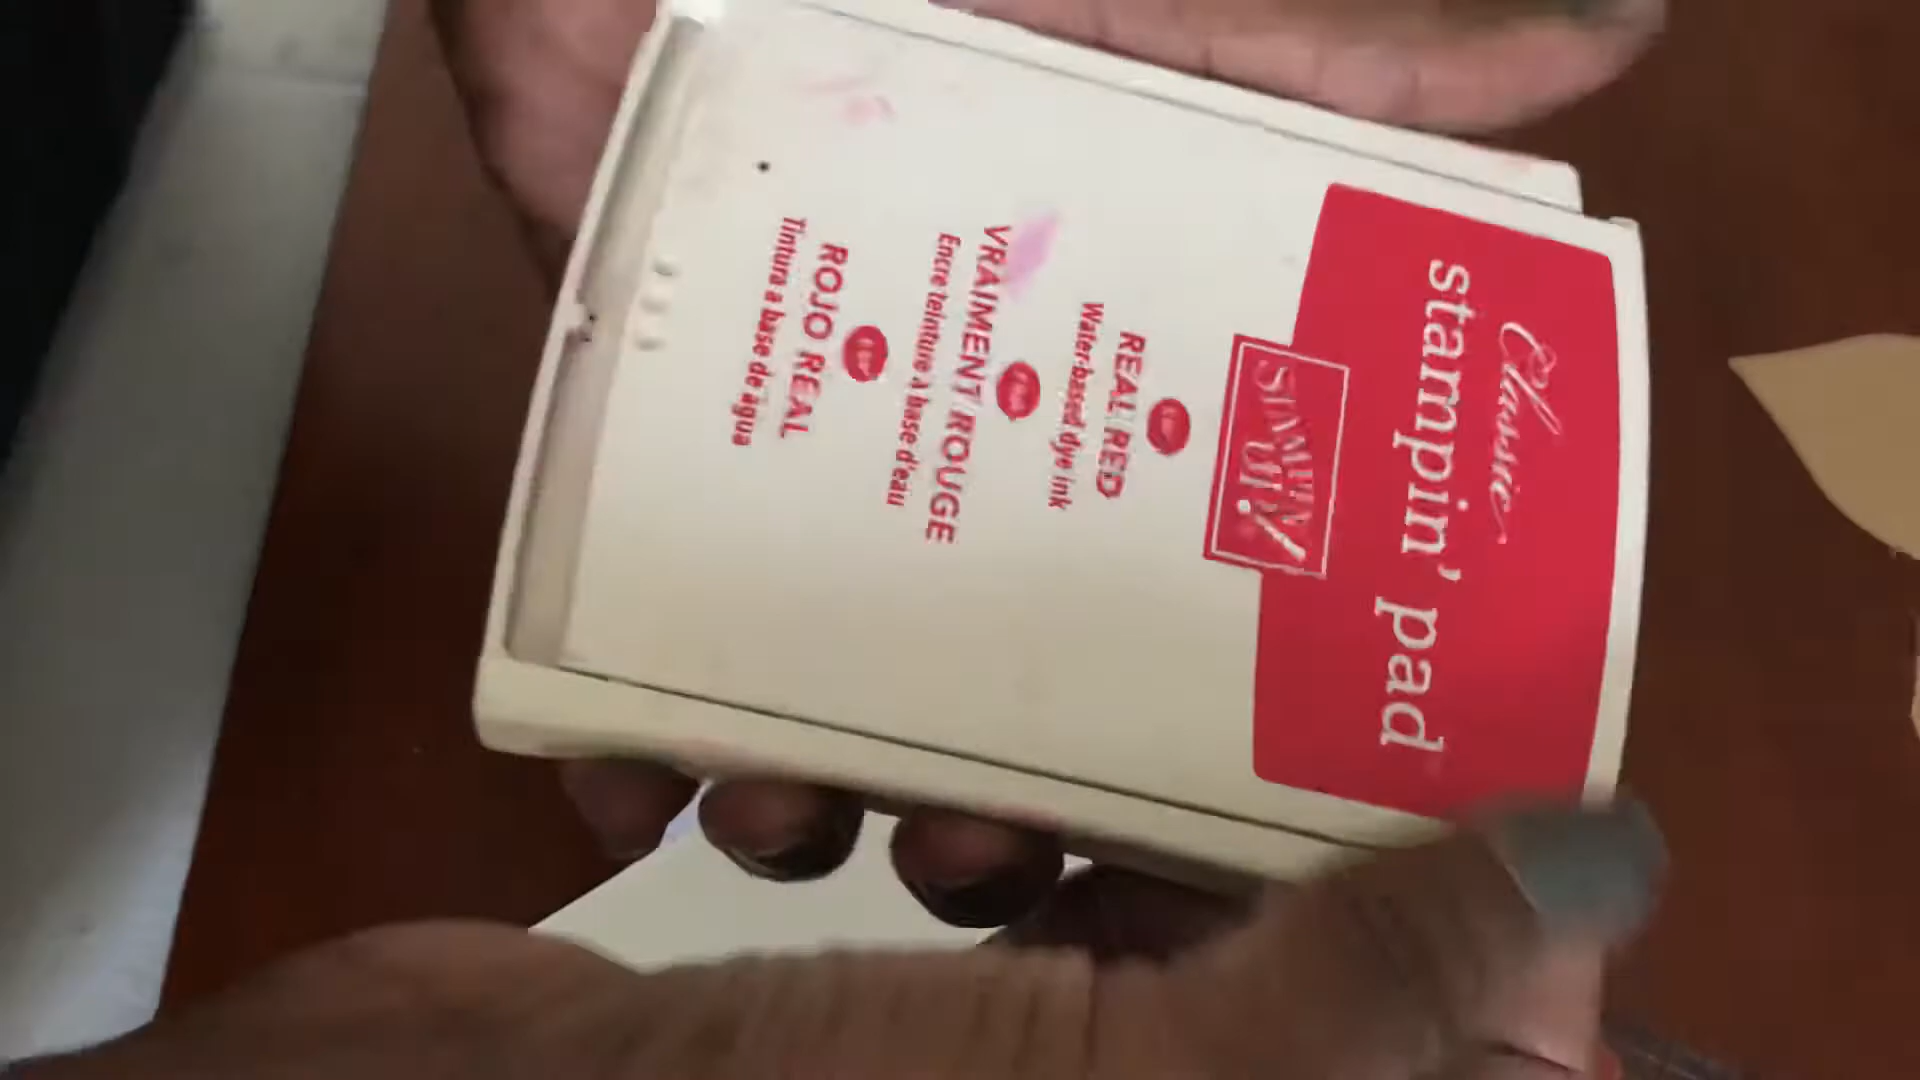 Classic
stampin' pad
STAMPIN'
UP!
REAL RED
Water-based dye ink
VRAIMENT ROUGE
Encre teinture à base d'eau
ROJO REAL
Tintura a base de agua